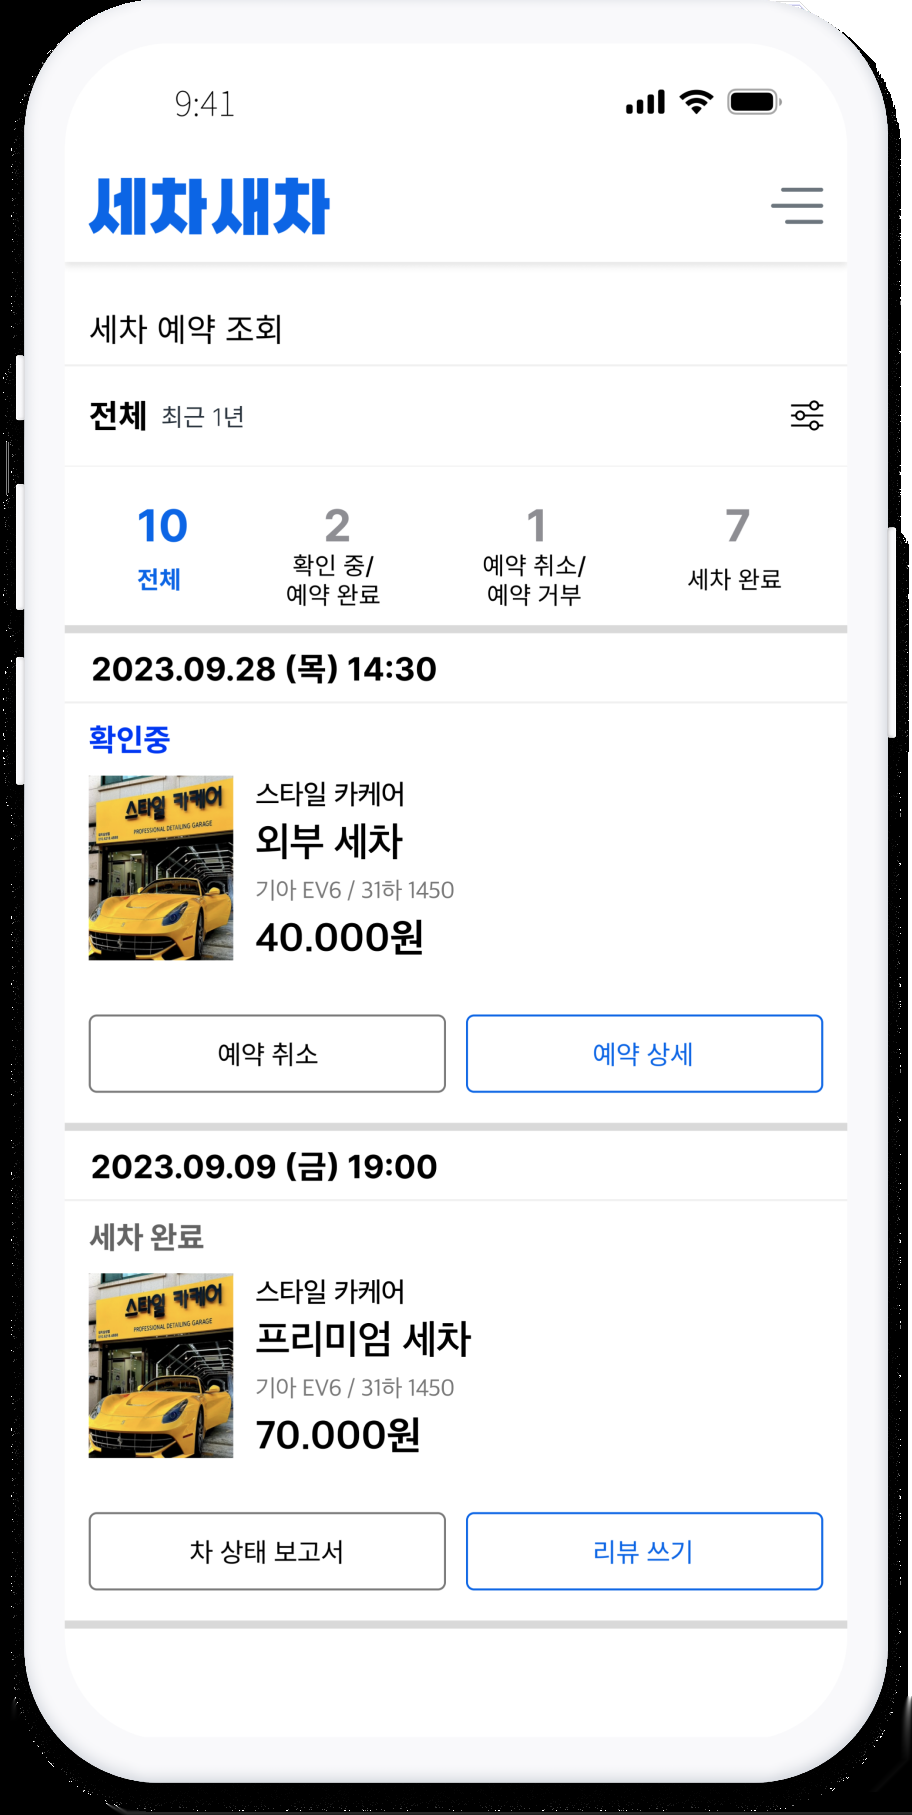 9:41
세차새차
세차 예약 조회
전체 최근 1년
10 2 1 7
전체 확인 중/ 예약 취소/ 세차 완료
예약 완료 예약 거부
2023.09.28 (목) 14:30
확인중
스타일 카케어
PROFESSIONAL DETAILING GARAGE
스타일 카케어
외부 세차
기아 EV6 / 31하 1450
40.000원
예약 취소 예약 상세
2023.09.09 (금) 19:00
세차 완료
스타일 카케어
PROFESSIONAL DETAILING GARAGE
스타일 카케어
프리미엄 세차
기아 EV6 / 31하 1450
70.000원
차 상태 보고서 리뷰 쓰기